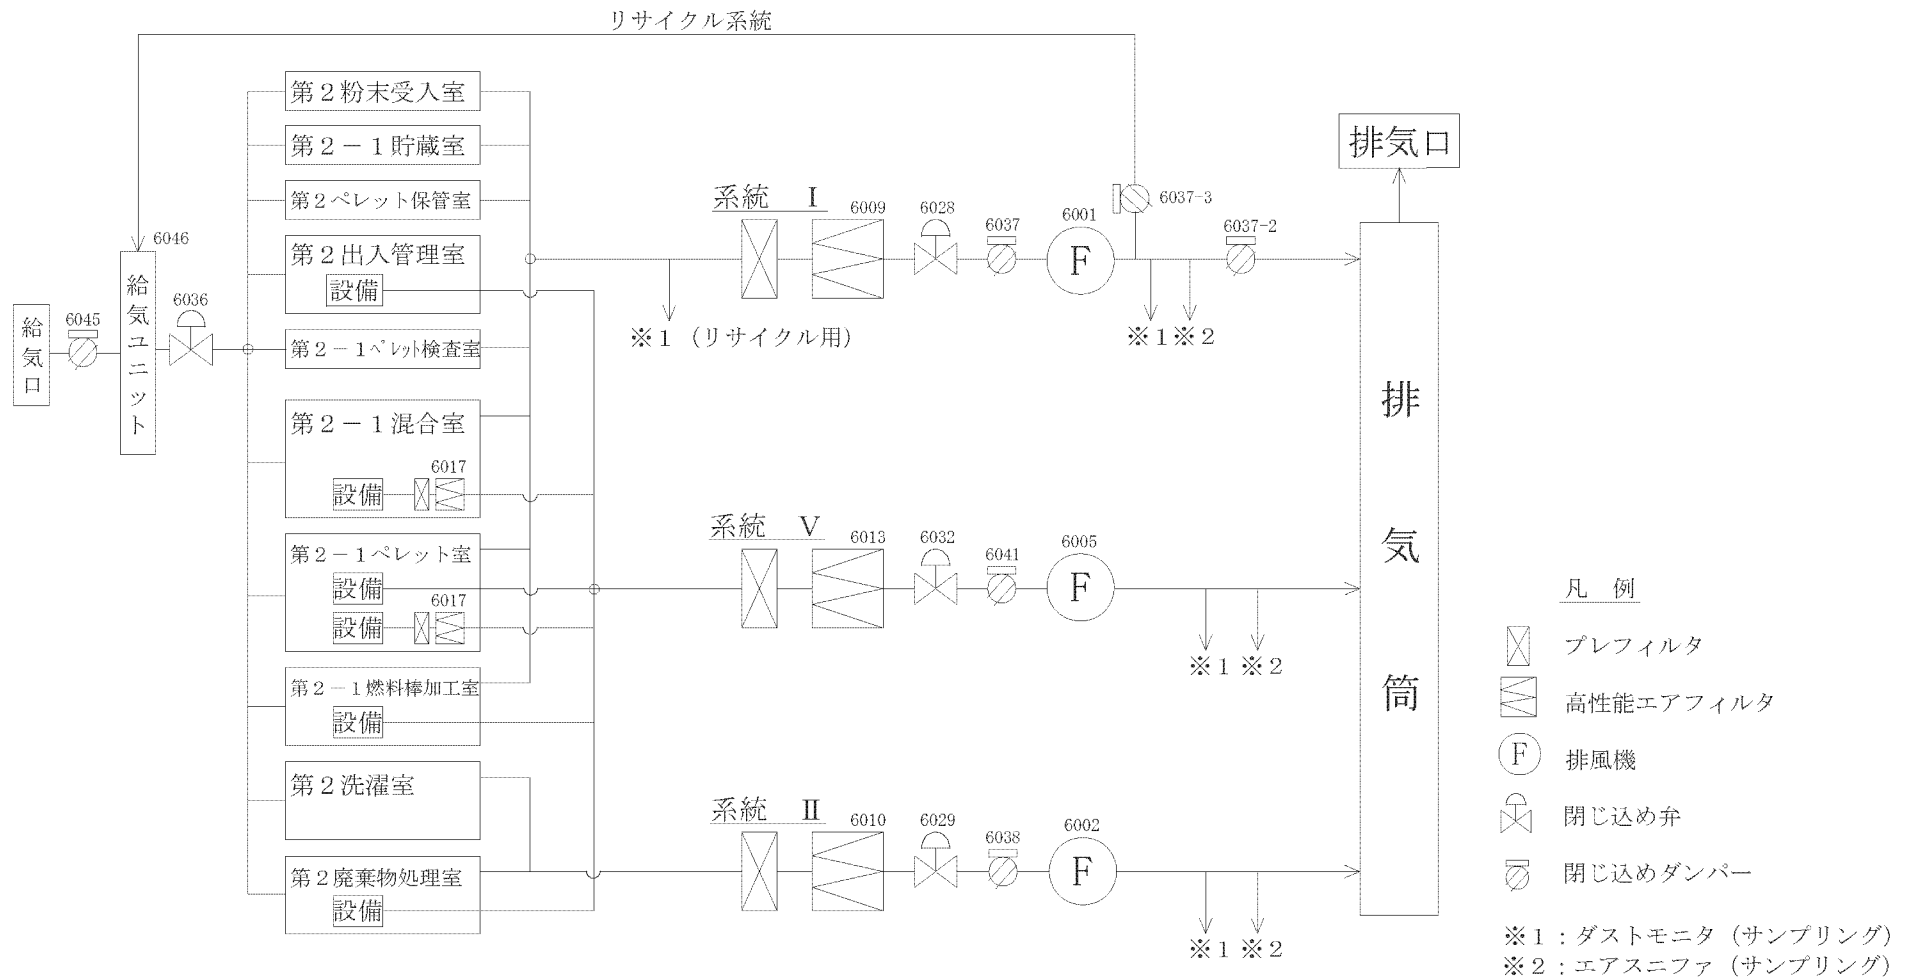 リサイクル系統
第２粉末受入室
第２－１貯蔵室
第２ペレット保管室
第２出入管理室
設備
第２－１ペレット検査室
第２－１混合室
設備
6017
第２－１ペレット室
設備
設備
6017
第２－１燃料棒加工室
設備
第２洗濯室
第２廃棄物処理室
設備
給気口
6045
6046
給気ユニット
6036
系統　Ⅰ
6009
6028
6037
6001
F
6037-3
6037-2
※１（リサイクル用）
※１※２
系統　Ⅴ
6013
6032
6041
6005
F
※１ ※２
系統　Ⅱ
6010
6029
6038
6002
F
※１ ※２
排気口
排気筒
凡　例
プレフィルタ
高性能エアフィルタ
F 排風機
閉じ込め弁
閉じ込めダンパー
※１：ダストモニタ（サンプリング）
※２：エアスニファ（サンプリング）